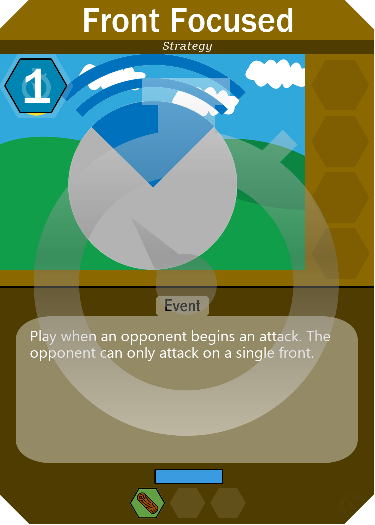 Front Focused
Strategy
1
Event
Play when an opponent begins an attack. The
opponent can only attack on a single front.